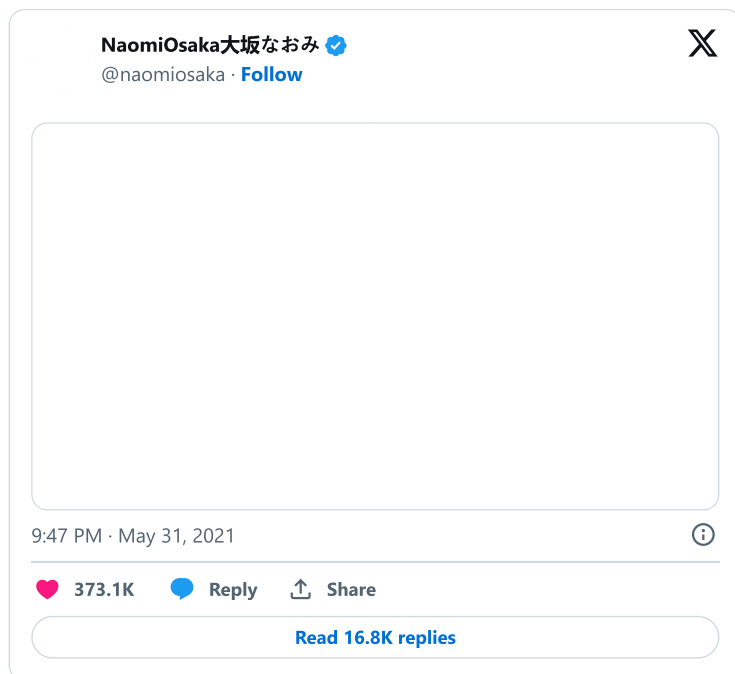 NaomiOsaka大坂なおみ
@naomiosaka · Follow
9:47 PM · May 31, 2021
373.1K Reply Share
Read 16.8K replies